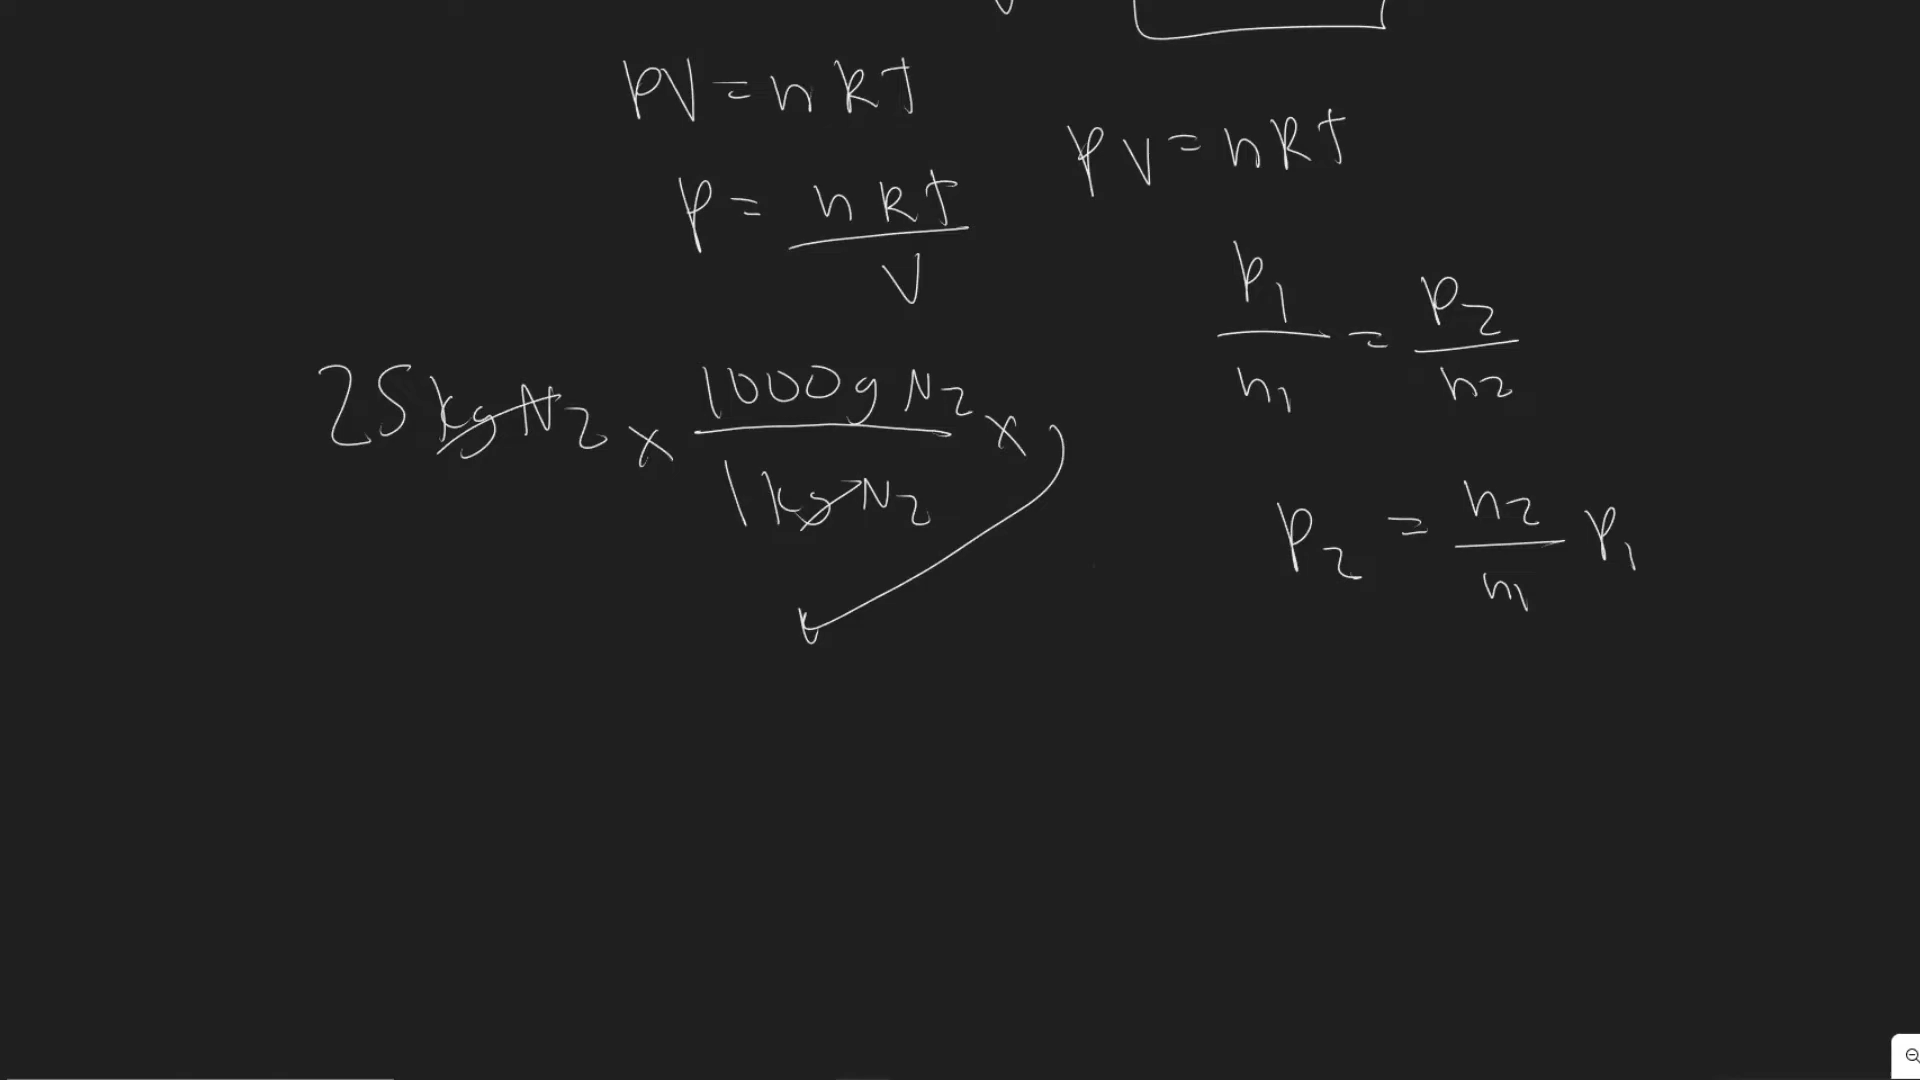 PV = nRT
P = nRT / V
25 kg N2 x 1000 g N2 / 1 kg N2 x
PV = nRT
P1 / n1 = P2 / n2
P2 = n2 / n1 P1